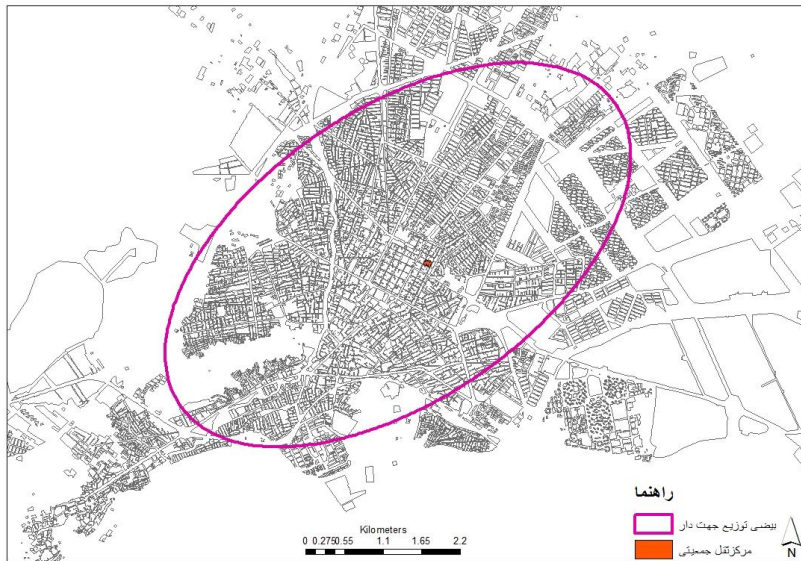 راهنما
بیضی توزیع جهت دار
مرکزثقل جمعیتی
N
Kilometers
0 0.275 0.55 1.1 1.65 2.2